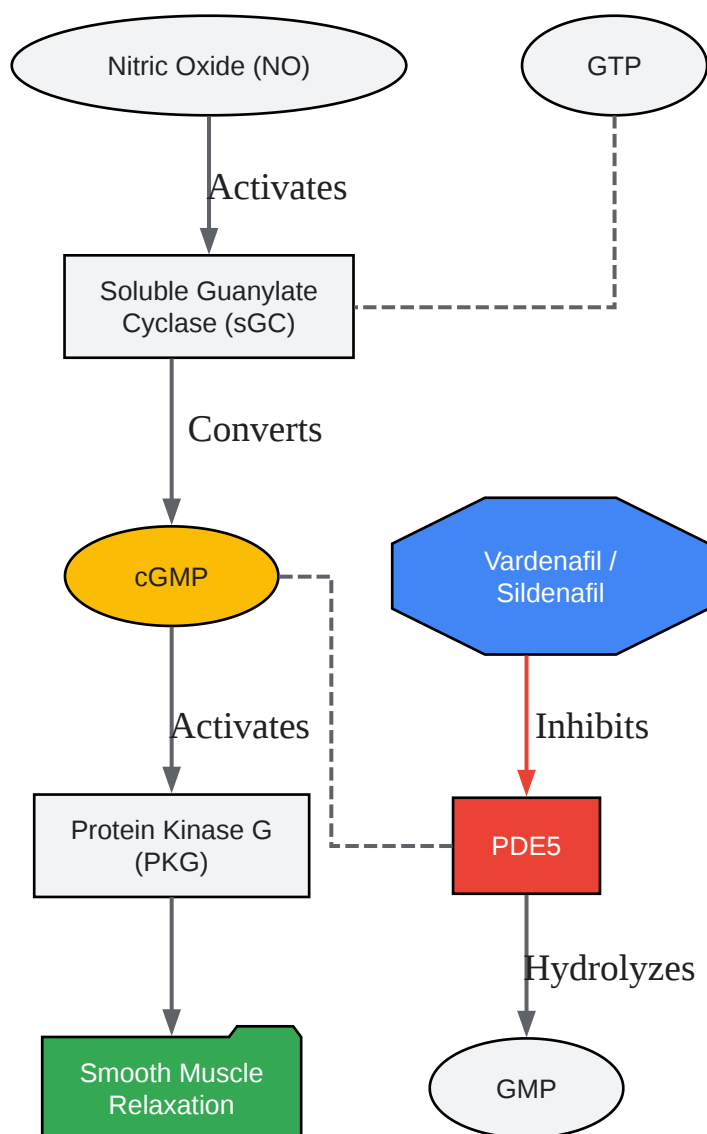 Nitric Oxide (NO)
GTP
Activates
Soluble Guanylate
Cyclase (sGC)
Converts
cGMP
Vardenafil /
Sildenafil
Activates
Inhibits
Protein Kinase G
(PKG)
PDE5
Hydrolyzes
Smooth Muscle
Relaxation
GMP